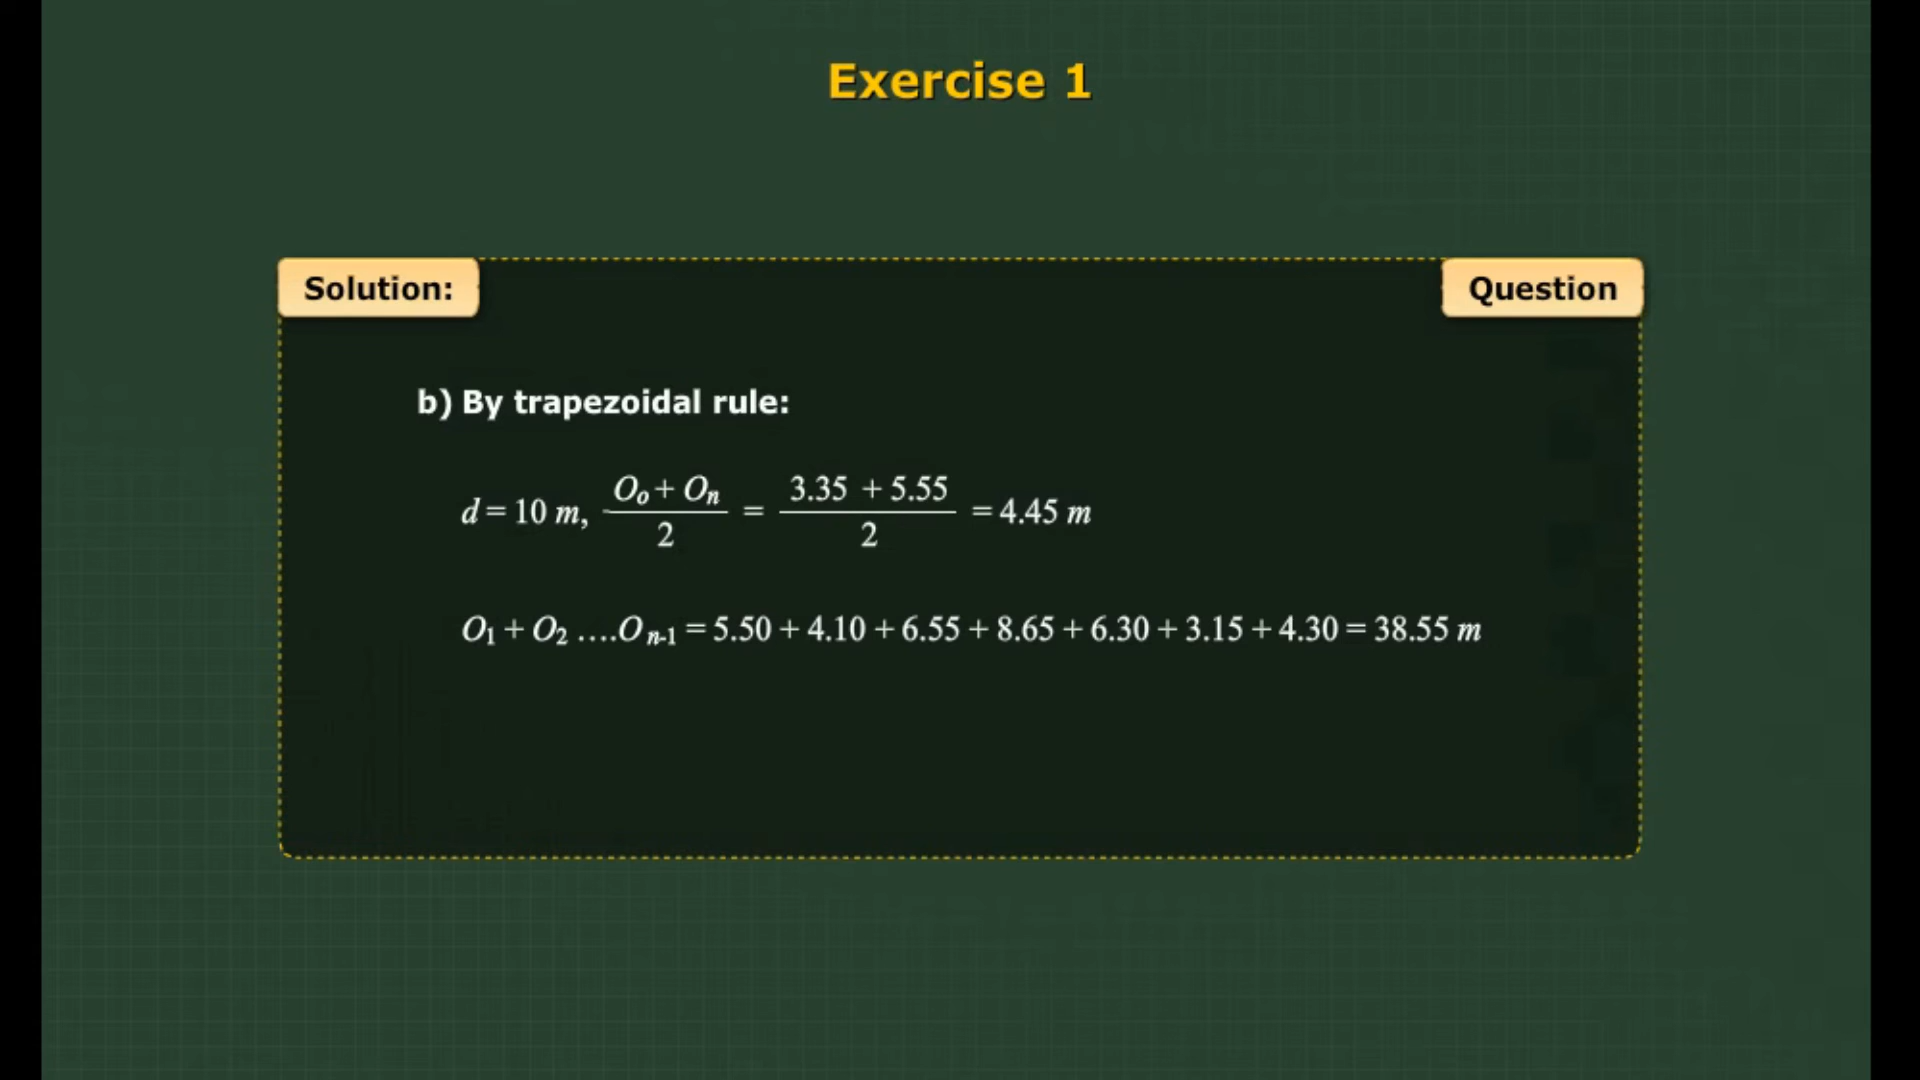 Exercise 1
Solution:
Question
b) By trapezoidal rule:
d = 10 m, (Oₒ + Oₙ)/2 = (3.35 + 5.55)/2 = 4.45 m
O₁ + O₂ ....Oₙ₋₁ = 5.50 + 4.10 + 6.55 + 8.65 + 6.30 + 3.15 + 4.30 = 38.55 m